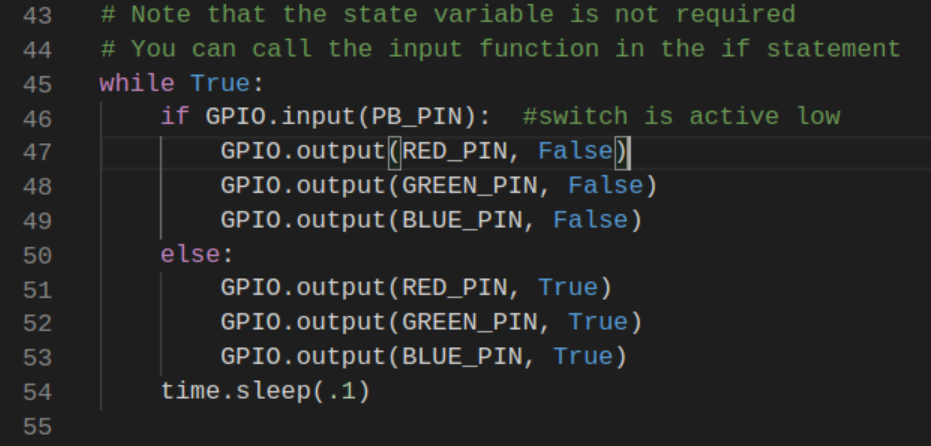 43 # Note that the state variable is not required
44 # You can call the input function in the if statement
45 while True:
46     if GPIO.input(PB_PIN):  #switch is active low
47         GPIO.output(RED_PIN, False)
48         GPIO.output(GREEN_PIN, False)
49         GPIO.output(BLUE_PIN, False)
50     else:
51         GPIO.output(RED_PIN, True)
52         GPIO.output(GREEN_PIN, True)
53         GPIO.output(BLUE_PIN, True)
54     time.sleep(.1)
55